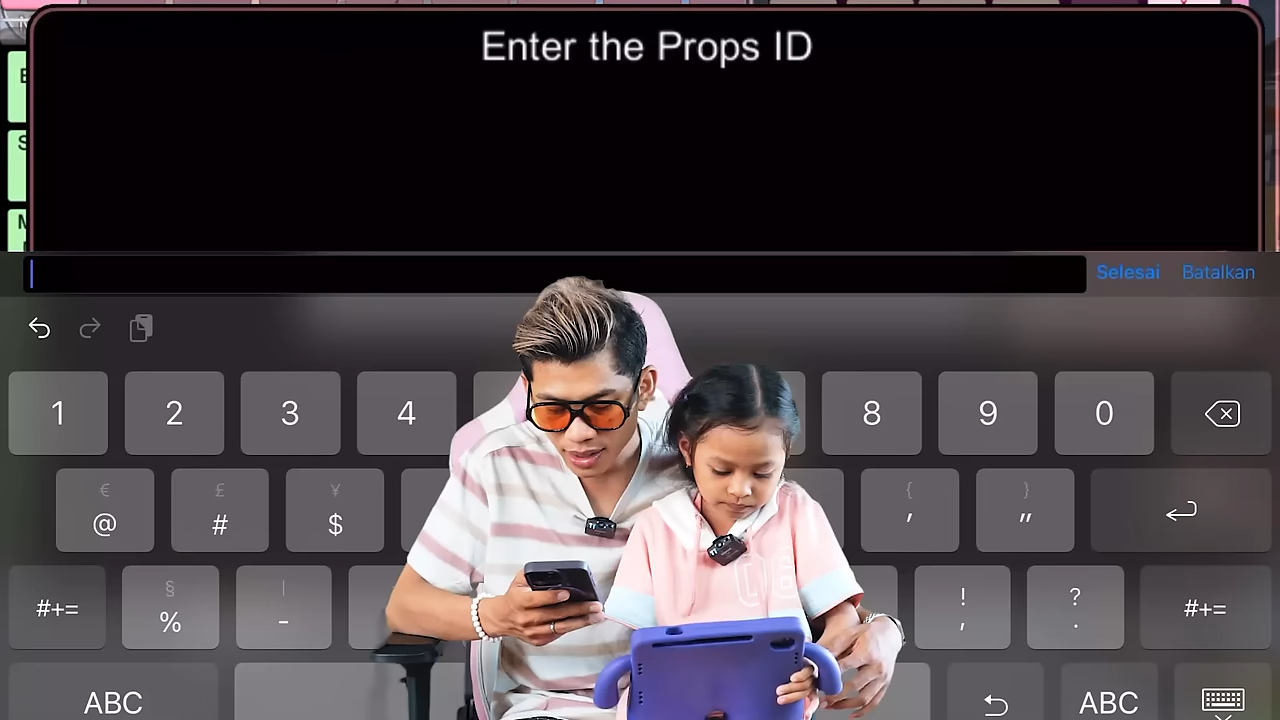 Enter the Props ID
Selesai Batalkan
1 2 3 4 8 9 0
€ £ ¥ { }
@ # $ ' "
§ | ! ?
#+= % - , . #+=
ABC ABC